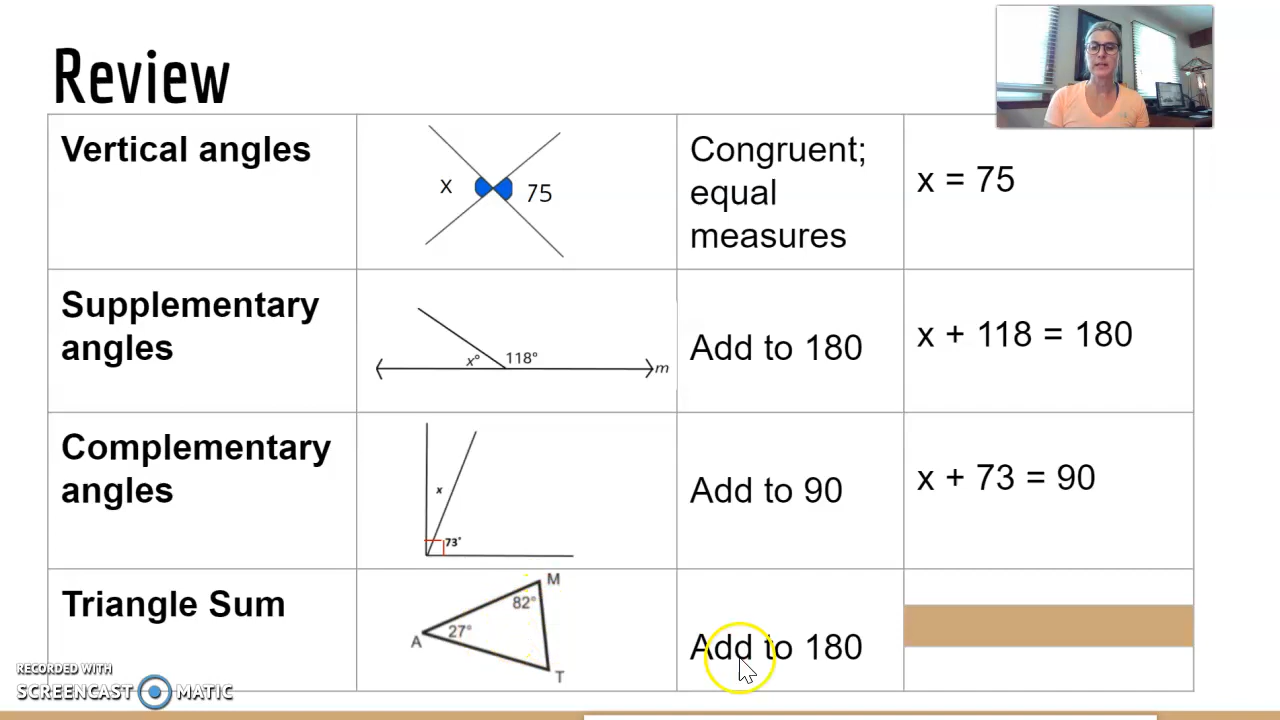 Review
Vertical angles
x
75
Congruent;
equal
measures
x = 75
Supplementary
angles
x°
118°
m
Add to 180
x + 118 = 180
Complementary
angles
x
73°
Add to 90
x + 73 = 90
Triangle Sum
M
82°
27°
A
T
Add to 180
RECORDED WITH
SCREENCAST MATIC